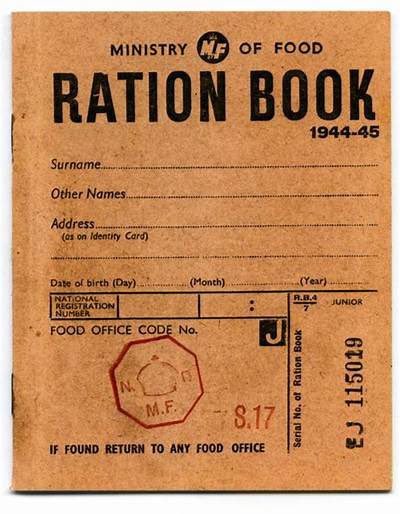 MINISTRY MF OF FOOD
RATION BOOK
1944-45
Surname
Other Names
Address
(as on Identity Card)
Date of birth (Day) (Month) (Year)
NATIONAL REGISTRATION NUMBER :
R.B.4/7 JUNIOR
FOOD OFFICE CODE No.
J
Serial No. of Ration Book
EJ 115019
N.
M.F.
S.17
IF FOUND RETURN TO ANY FOOD OFFICE